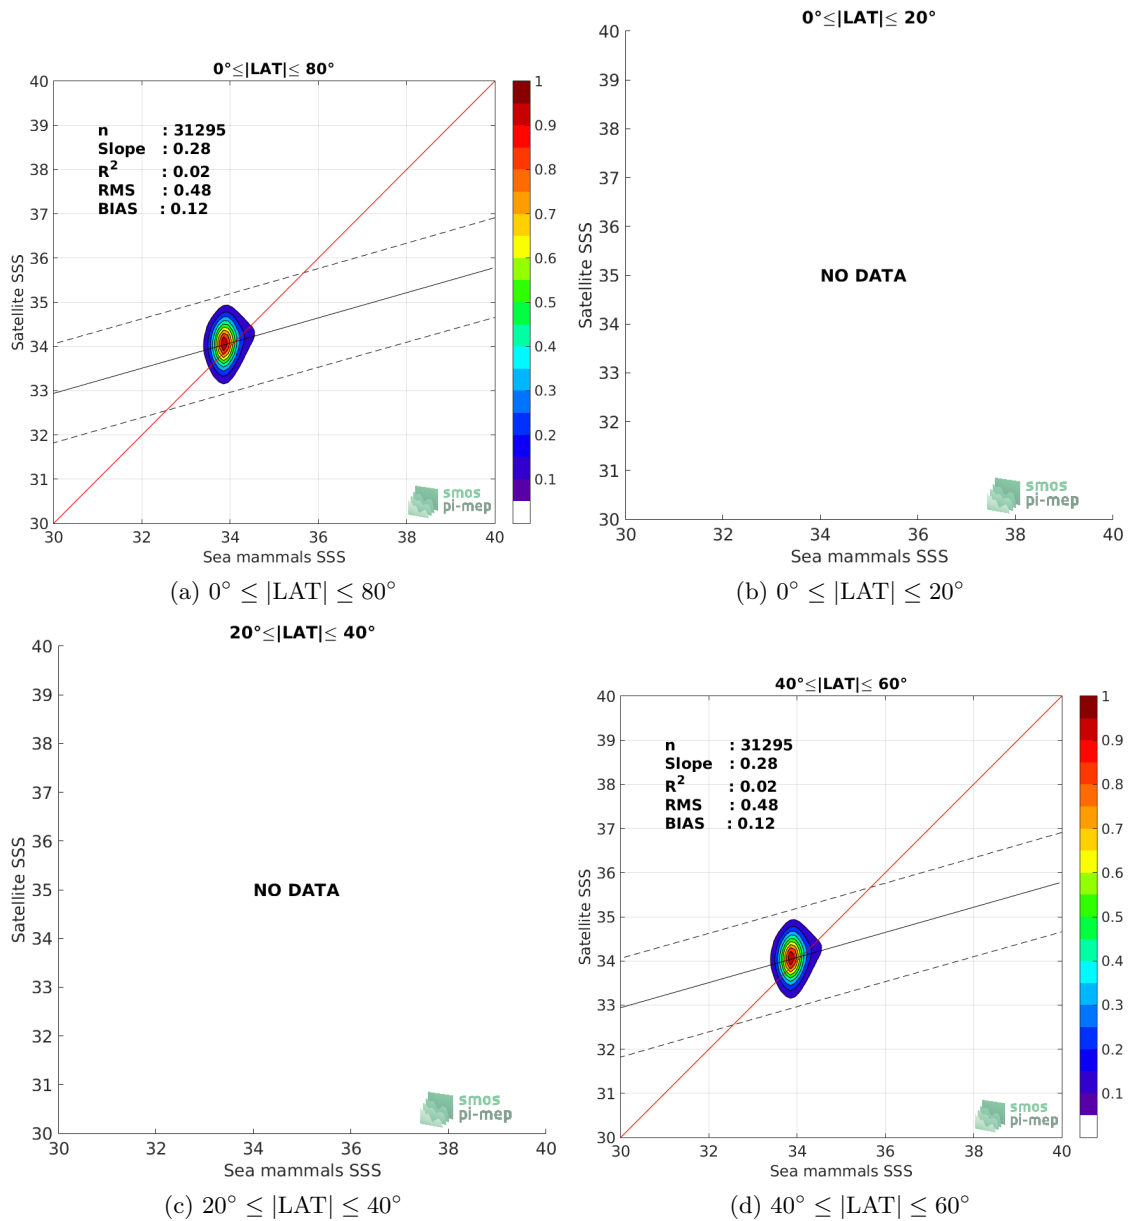 0°≤|LAT|≤ 80°
40
39
38
37
36
35
34
33
32
31
30
Satellite SSS
n : 31295
Slope : 0.28
R² : 0.02
RMS : 0.48
BIAS : 0.12
smos
pi-mep
30 32 34 36 38 40
Sea mammals SSS
1
0.9
0.8
0.7
0.6
0.5
0.4
0.3
0.2
0.1
(a) 0° ≤ |LAT| ≤ 80°
0°≤|LAT|≤ 20°
40
39
38
37
36
35
34
33
32
31
30
Satellite SSS
NO DATA
smos
pi-mep
30 32 34 36 38 40
Sea mammals SSS
(b) 0° ≤ |LAT| ≤ 20°
20°≤|LAT|≤ 40°
40
39
38
37
36
35
34
33
32
31
30
Satellite SSS
NO DATA
smos
pi-mep
30 32 34 36 38 40
Sea mammals SSS
(c) 20° ≤ |LAT| ≤ 40°
40°≤|LAT|≤ 60°
40
39
38
37
36
35
34
33
32
31
30
Satellite SSS
n : 31295
Slope : 0.28
R² : 0.02
RMS : 0.48
BIAS : 0.12
smos
pi-mep
30 32 34 36 38 40
Sea mammals SSS
1
0.9
0.8
0.7
0.6
0.5
0.4
0.3
0.2
0.1
(d) 40° ≤ |LAT| ≤ 60°